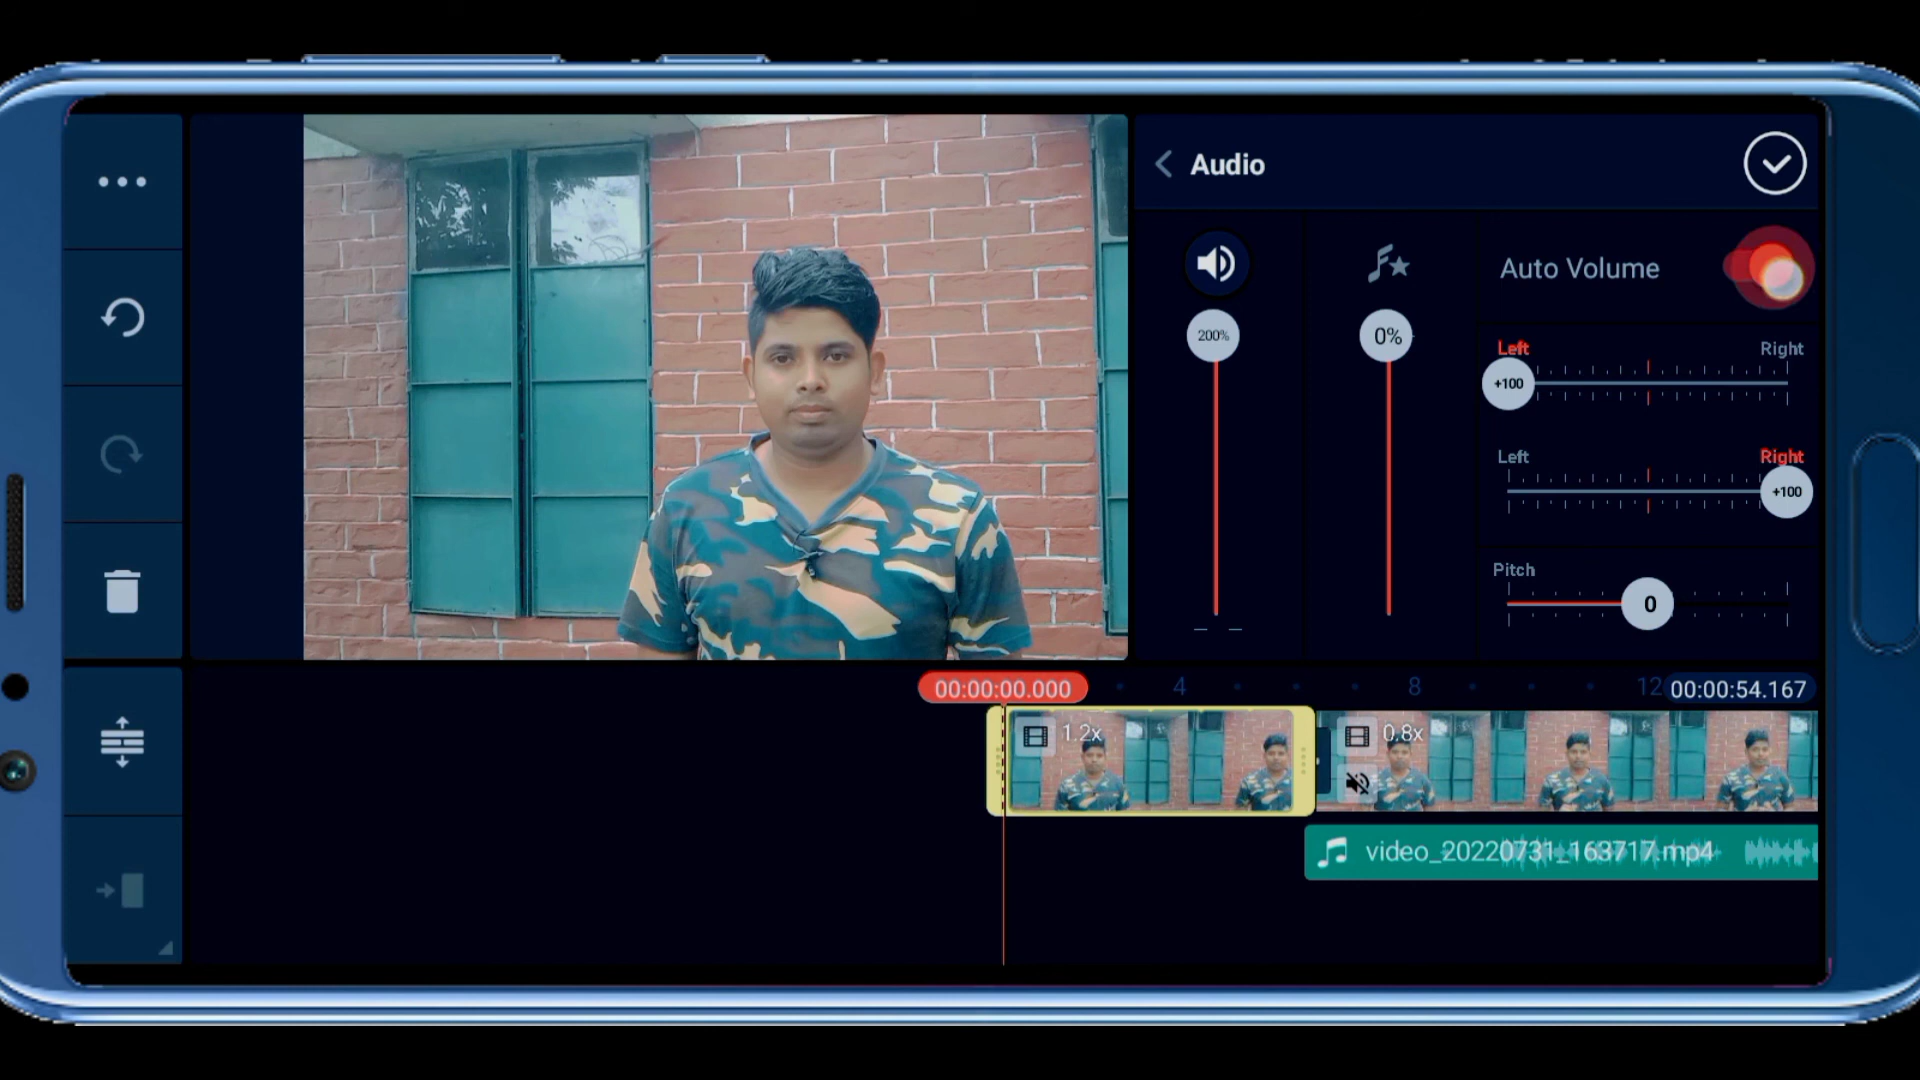 Audio
Auto Volume
200%
0%
Left Right
+100
Left Right
+100
Pitch
0
00:00:00.000
4
8
12
00:00:54.167
1.2x
0.8x
video_20220731_163717.mp4